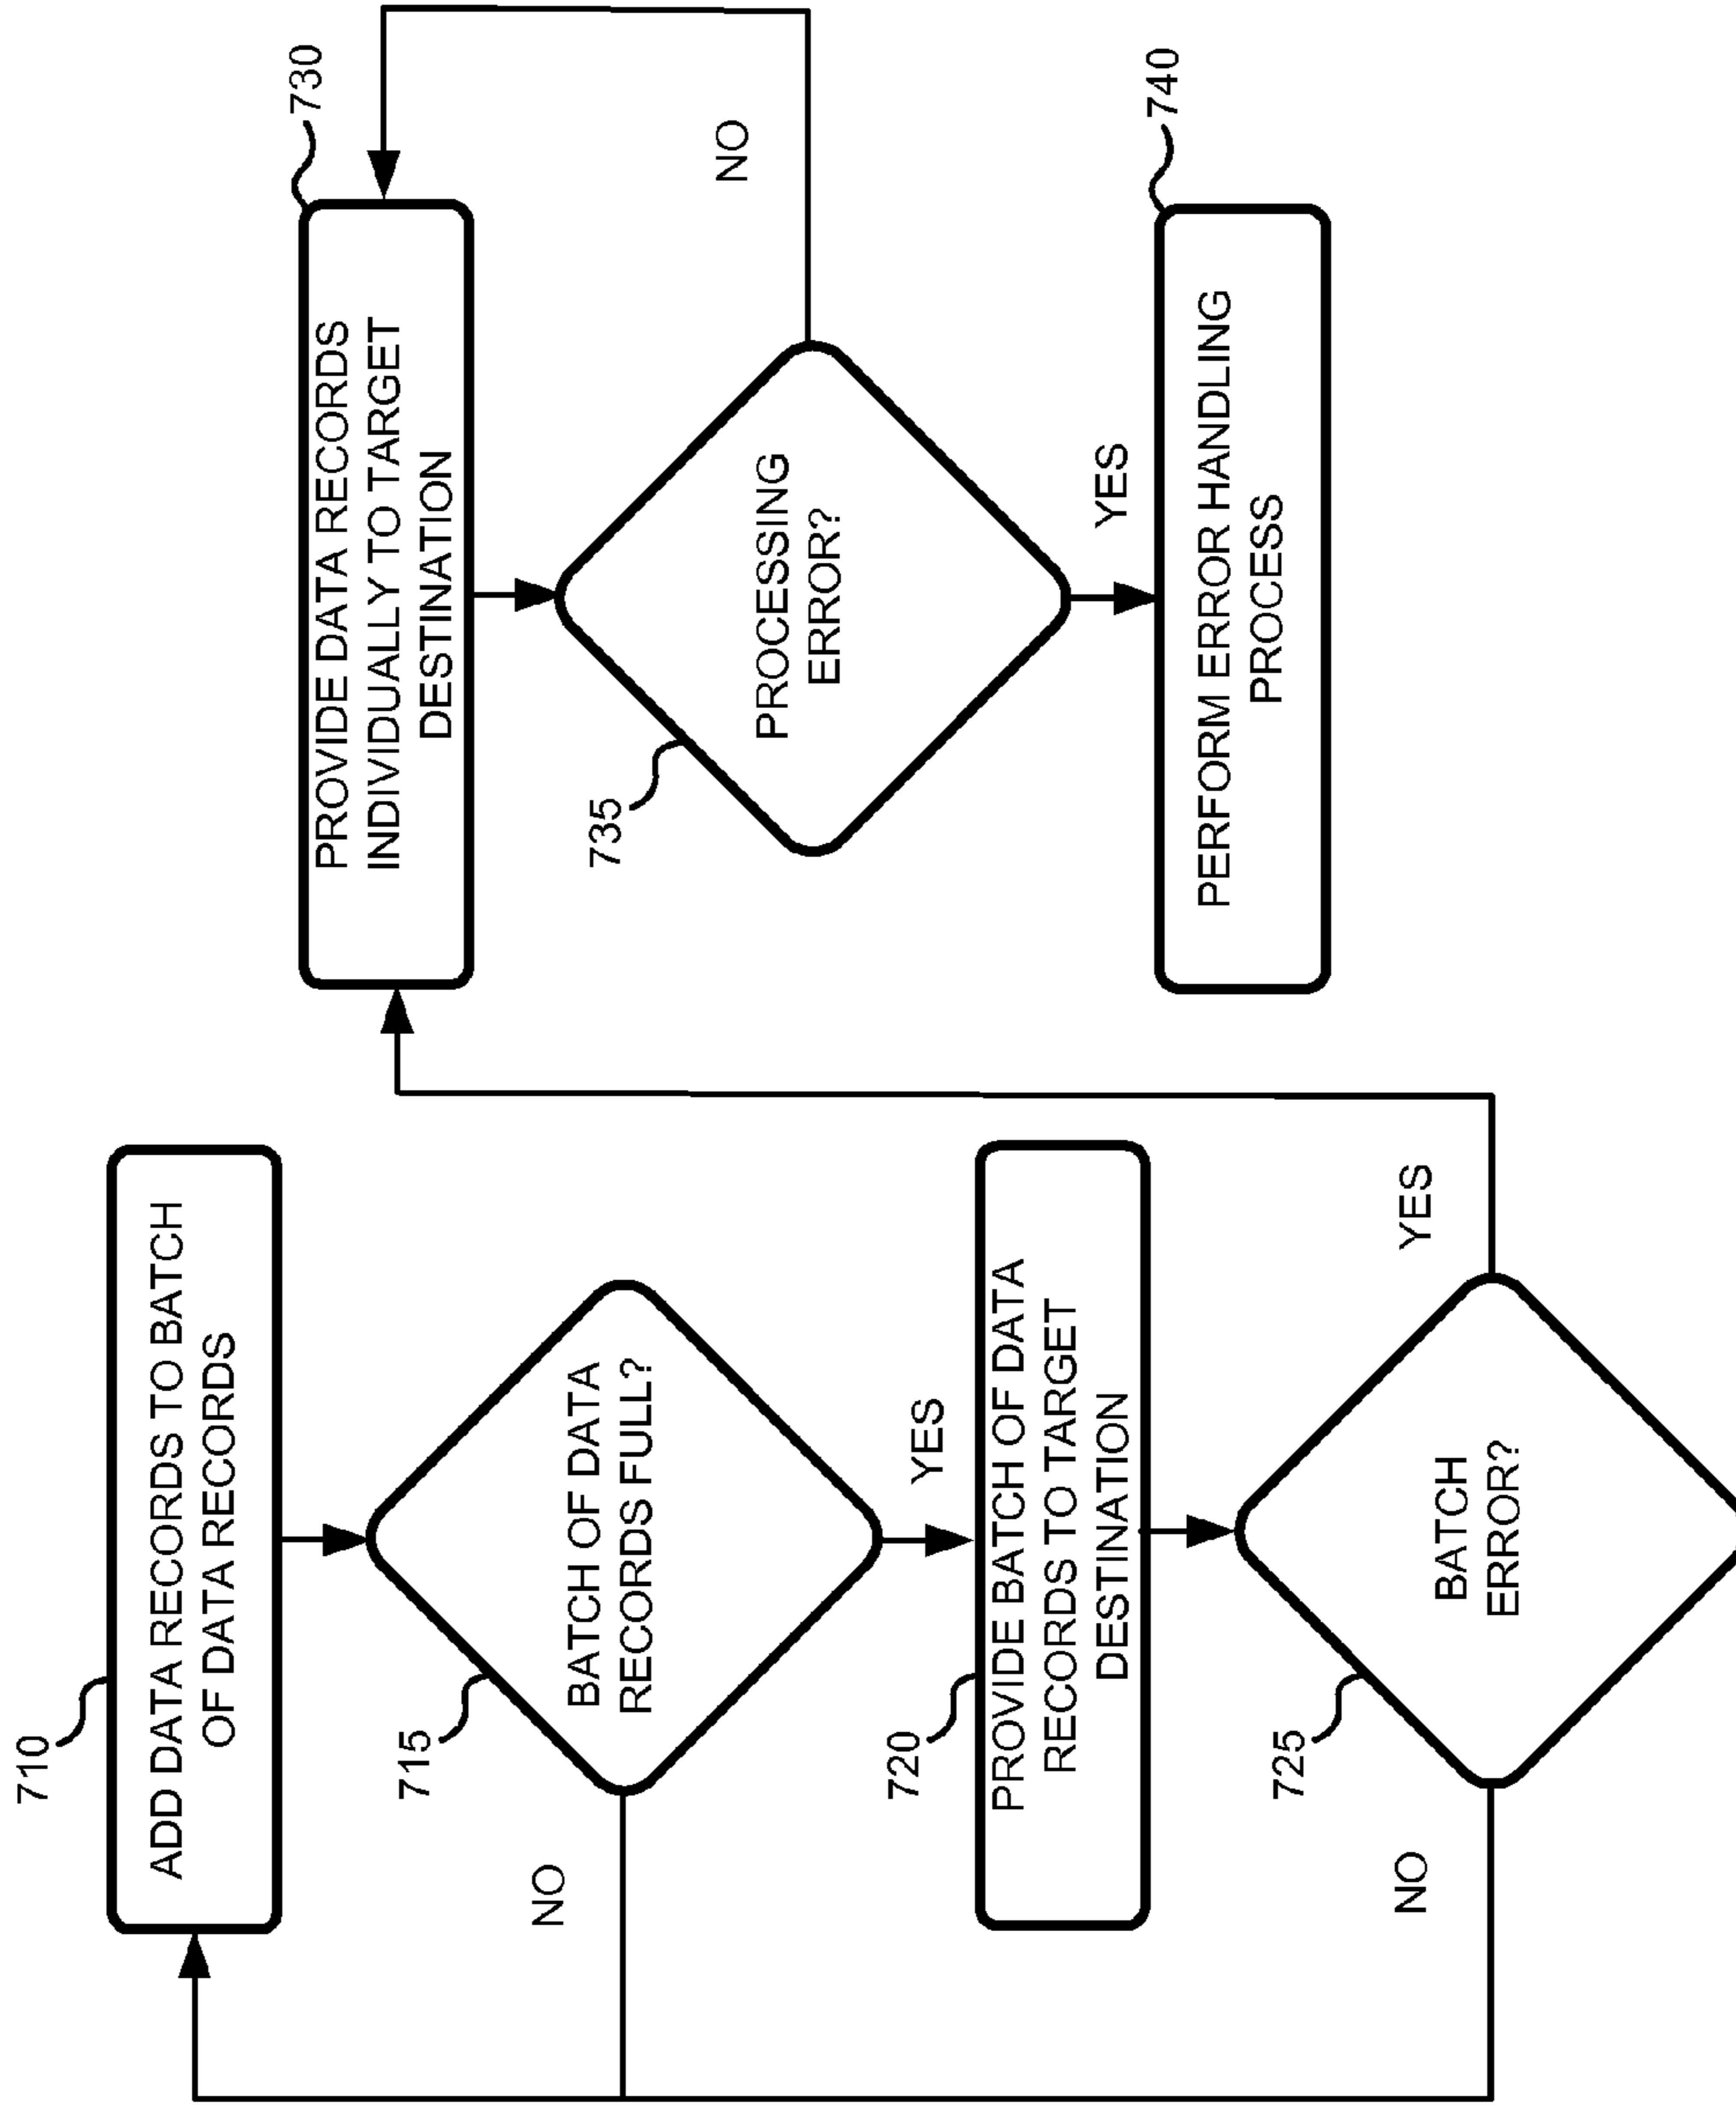 710
ADD DATA RECORDS TO BATCH
OF DATA RECORDS
715
BATCH OF DATA
RECORDS FULL?
NO
YES
720
PROVIDE BATCH OF DATA
RECORDS TO TARGET
DESTINATION
725
BATCH
ERROR?
NO
YES
730
PROVIDE DATA RECORDS
INDIVIDUALLY TO TARGET
DESTINATION
735
PROCESSING
ERROR?
NO
YES
740
PERFORM ERROR HANDLING
PROCESS